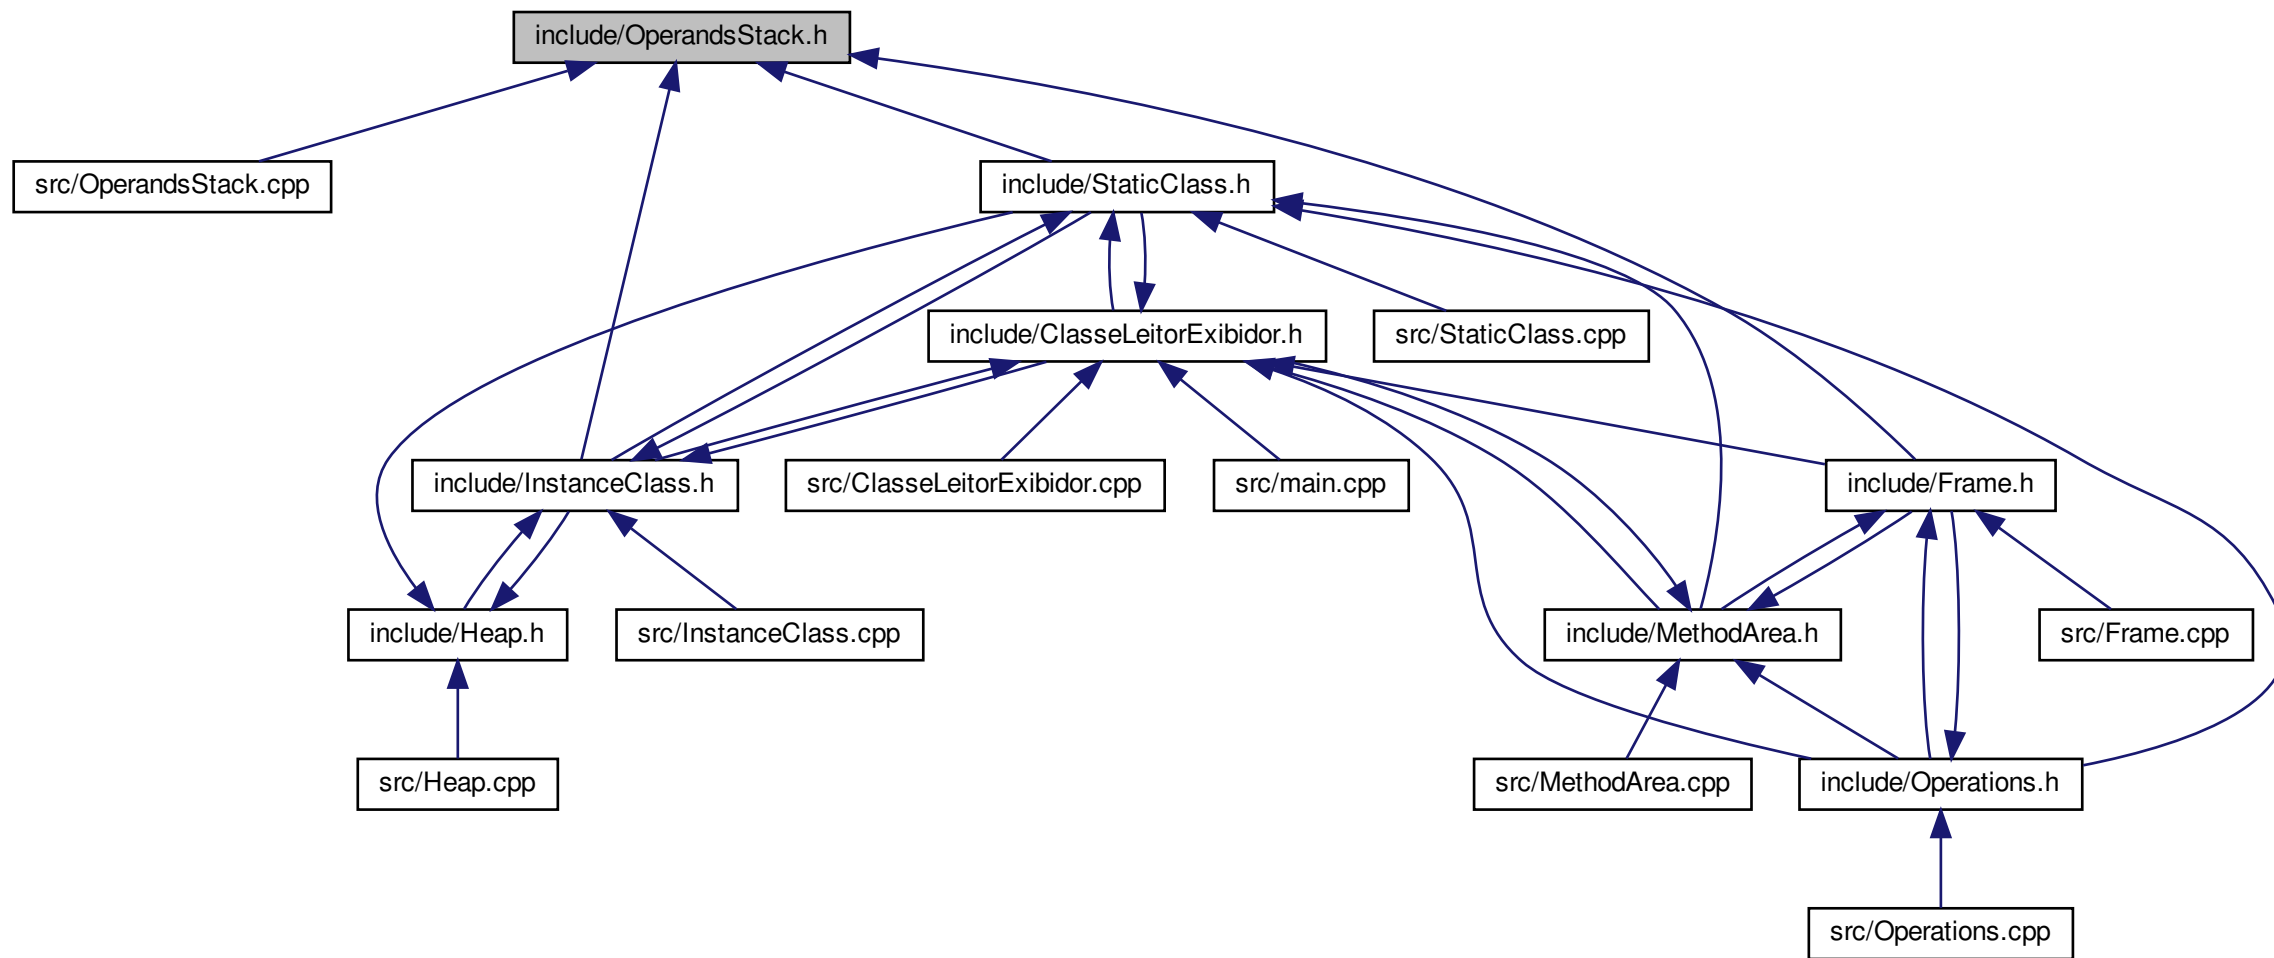 include/OperandsStack.h
src/OperandsStack.cpp
include/StaticClass.h
include/ClasseLeitorExibidor.h
src/StaticClass.cpp
include/InstanceClass.h
src/ClasseLeitorExibidor.cpp
src/main.cpp
include/Frame.h
include/Heap.h
src/InstanceClass.cpp
include/MethodArea.h
src/Frame.cpp
src/Heap.cpp
src/MethodArea.cpp
include/Operations.h
src/Operations.cpp